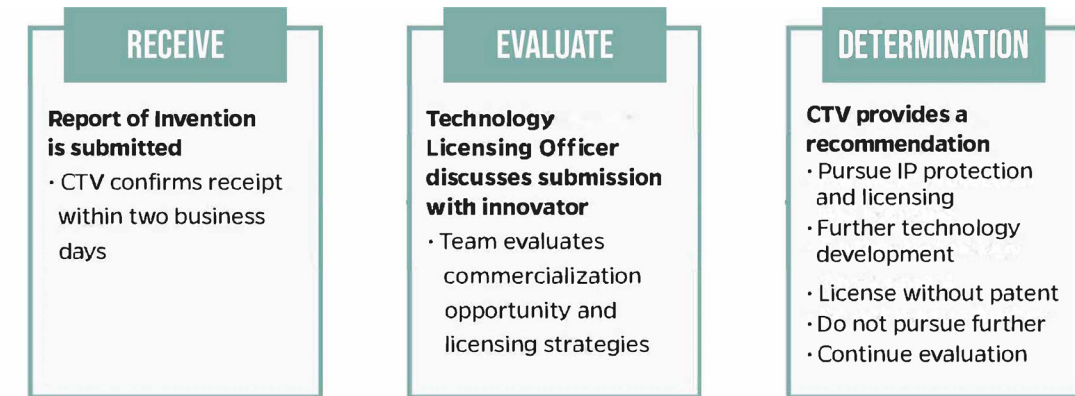 RECEIVE
Report of Invention
is submitted
· CTV confirms receipt
within two business
days
EVALUATE
Technology
Licensing Officer
discusses submission
with innovator
· Team evaluates
commercialization
opportunity and
licensing strategies
DETERMINATION
CTV provides a
recommendation
· Pursue IP protection
and licensing
· Further technology
development
· License without patent
· Do not pursue further
· Continue evaluation